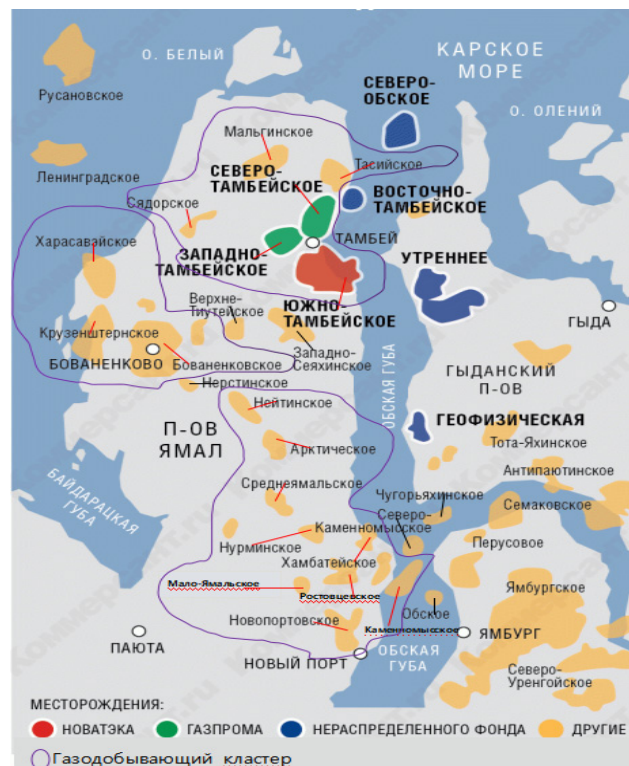 О. БЕЛЫЙ
КАРСКОЕ
МОРЕ
СЕВЕРО-
ОБСКОЕ
О. ОЛЕНИЙ
Русановское
Мальгинское
СЕВЕРО-
ТАМБЕЙСКОЕ
Тасийское
Ленинградское
ВОСТОЧНО-
ТАМБЕЙСКОЕ
Сядорское
Харасавайское
ТАМБЕЙ
ЗАПАДНО
ТАМБЕЙСКОЕ
УТРЕННЕЕ
Верхне-
Тиутейское
ЮЖНО-
ТАМБЕЙСКОЕ
ГЫДА
Крузенштернское
БОВАНЕНКОВО
Бованенковское
Западно-
Сеяхинское
Нерстинское
ОБСКАЯ ГУБА
ГЫДАНСКИЙ
П-ОВ
Нейтинское
ГЕОФИЗИЧЕСКАЯ
П-ОВ
ЯМАЛ
Арктическое
Тота-Яхинское
Антипаютинское
Среднеямальское
БАЙДАРАЦКАЯ
ГУБА
Чугорьяхинское
Северо-
Каменномысское
Семаковское
Нурминское
Перусовое
Хамбатейское
Мало-Ямальское
Ростовцевское
Ямбургское
Новопортовское
Каменномысское
Обское
ПАЮТА
ЯМБУРГ
НОВЫЙ ПОРТ
ОБСКАЯ
ГУБА
Северо-
Уренгойское
МЕСТОРОЖДЕНИЯ:
НОВАТЭКА ГАЗПРОМА НЕРАСПРЕДЕЛЕННОГО ФОНДА ДРУГИЕ
Газодобывающий кластер